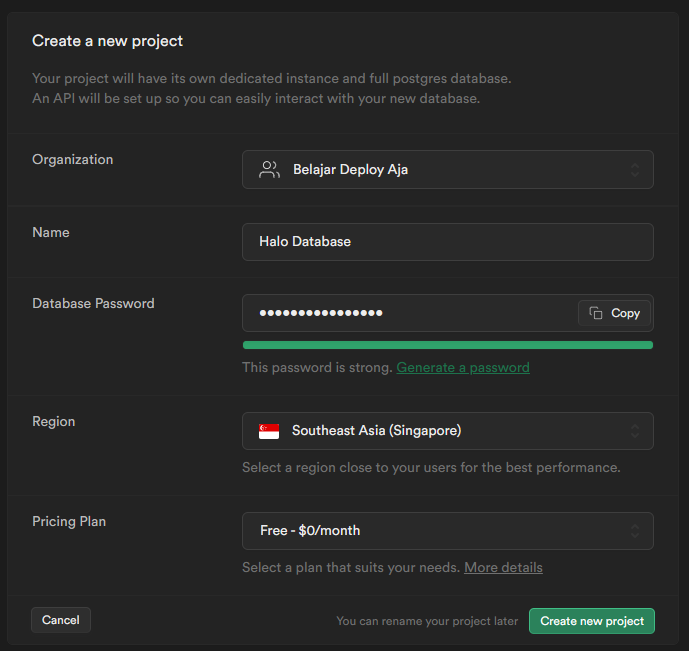 Create a new project
Your project will have its own dedicated instance and full postgres database.
An API will be set up so you can easily interact with your new database.
Organization
Belajar Deploy Aja
Name
Halo Database
Database Password
••••••••••••••••
Copy
This password is strong. Generate a password
Region
Southeast Asia (Singapore)
Select a region close to your users for the best performance.
Pricing Plan
Free - $0/month
Select a plan that suits your needs. More details
Cancel
You can rename your project later
Create new project